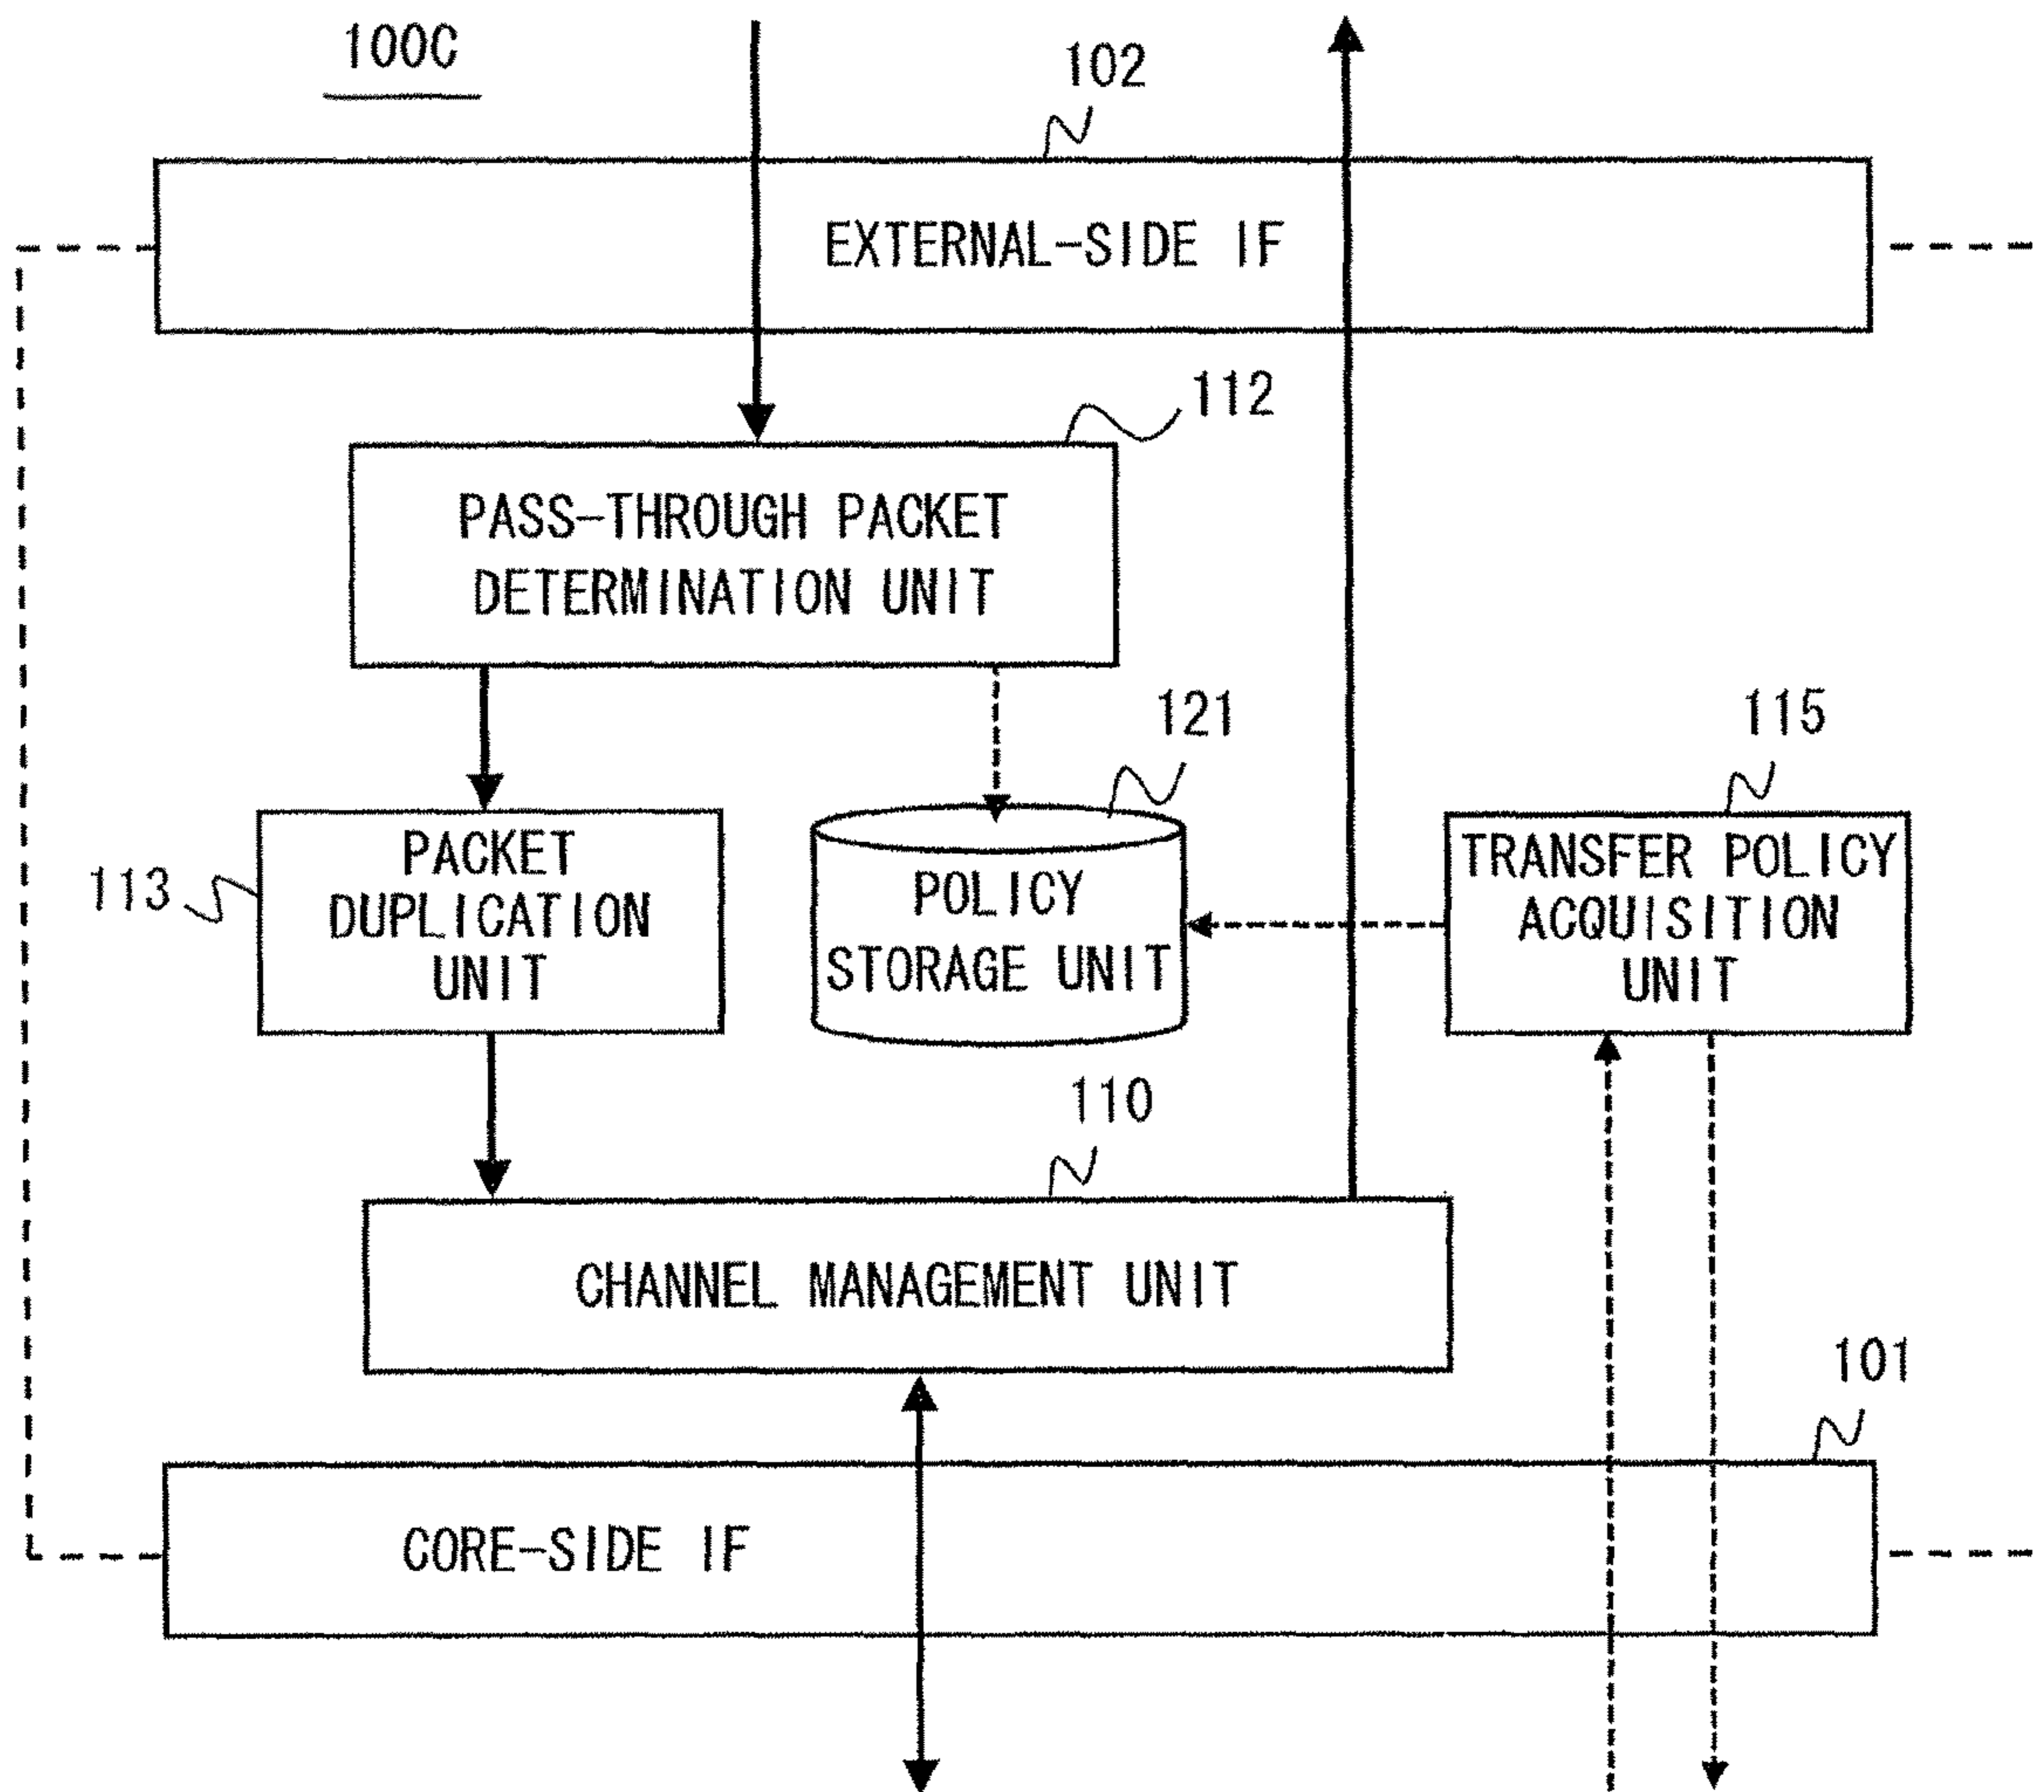 100C
102
EXTERNAL-SIDE IF
112
PASS-THROUGH PACKET
DETERMINATION UNIT
121
115
113
PACKET
DUPLICATION
UNIT
POLICY
STORAGE UNIT
TRANSFER POLICY
ACQUISITION
UNIT
110
CHANNEL MANAGEMENT UNIT
101
CORE-SIDE IF